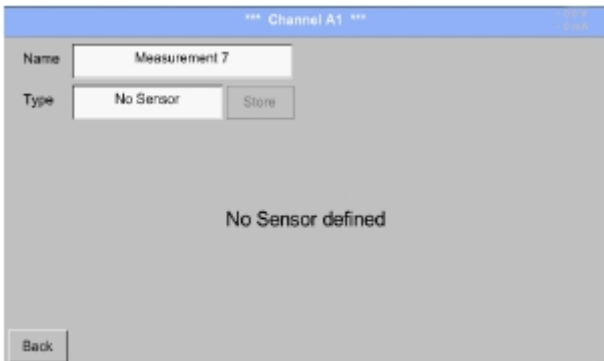 *** Channel A1 ***
Name Measurement 7
Type No Sensor Store
No Sensor defined
Back